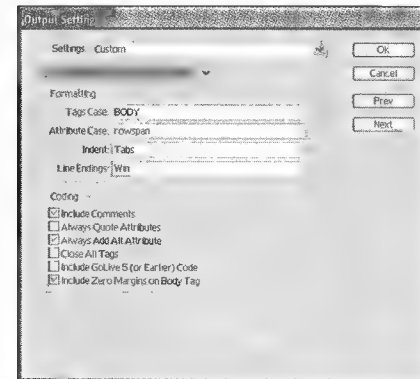 Output Settings
Settings: Custom
OK
Cancel
Prev
Next
Formatting
Tags Case: BODY
Attribute Case: rowspan
Indent: Tabs
Line Endings: Win
Coding
Include Comments
Always Quote Attributes
Always Add Alt Attribute
Close All Tags
Include GoLive 5 (or Earlier) Code
Include Zero Margins on Body Tag